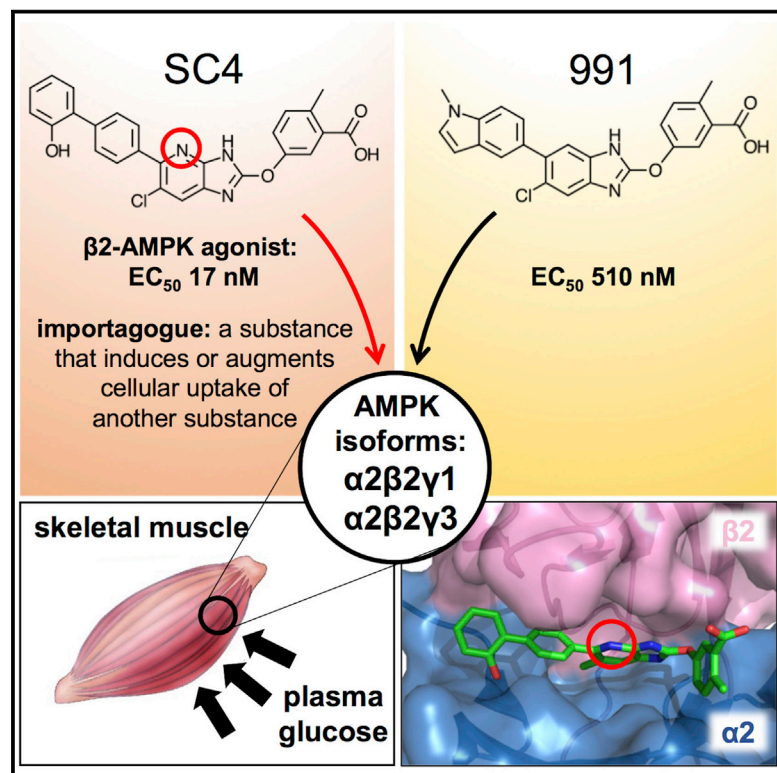 SC4
OH
N
H
N
N
Cl
O
O
OH
β2-AMPK agonist:
EC50 17 nM
importagogue: a substance
that induces or augments
cellular uptake of
another substance
991
N
H
N
N
Cl
O
O
OH
EC50 510 nM
AMPK
isoforms:
α2β2γ1
α2β2γ3
skeletal muscle
plasma
glucose
β2
α2